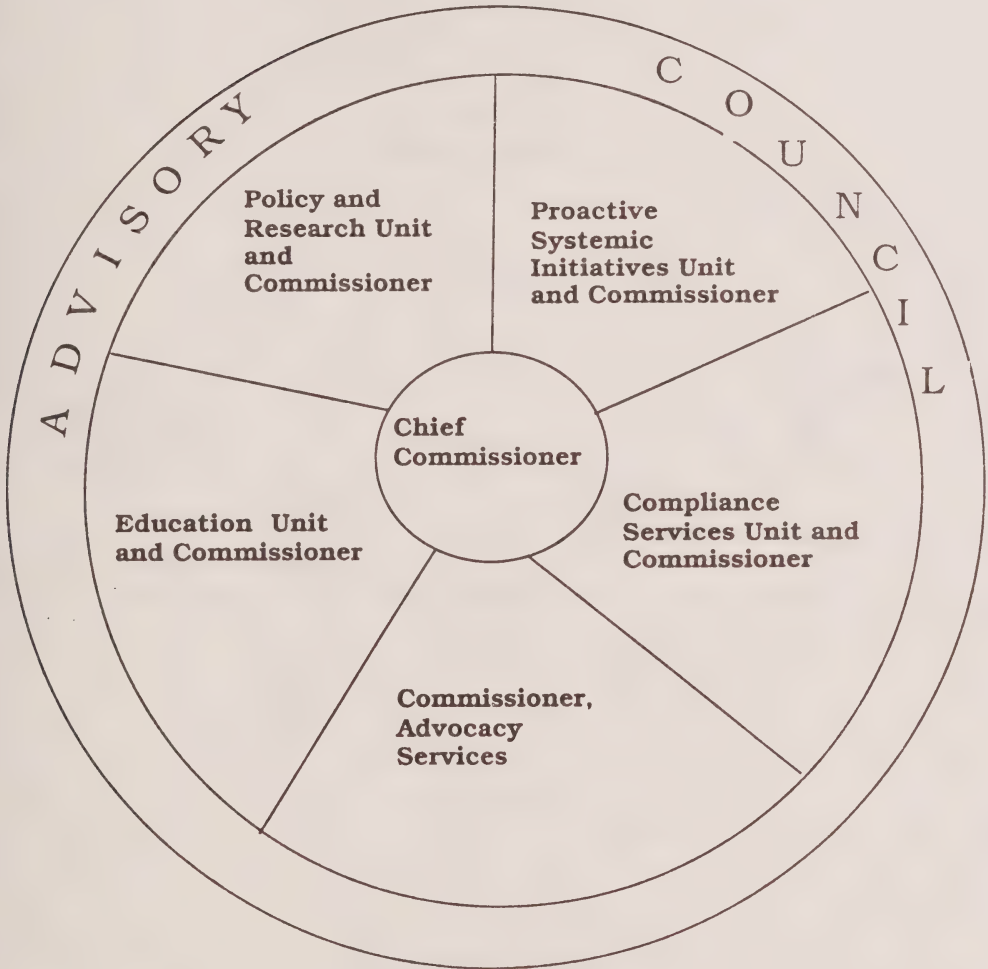 ADVISORY COUNCIL
Policy and
Research Unit
and
Commissioner
Proactive
Systemic
Initiatives Unit
and Commissioner
Chief
Commissioner
Education Unit
and Commissioner
Compliance
Services Unit and
Commissioner
Commissioner,
Advocacy
Services